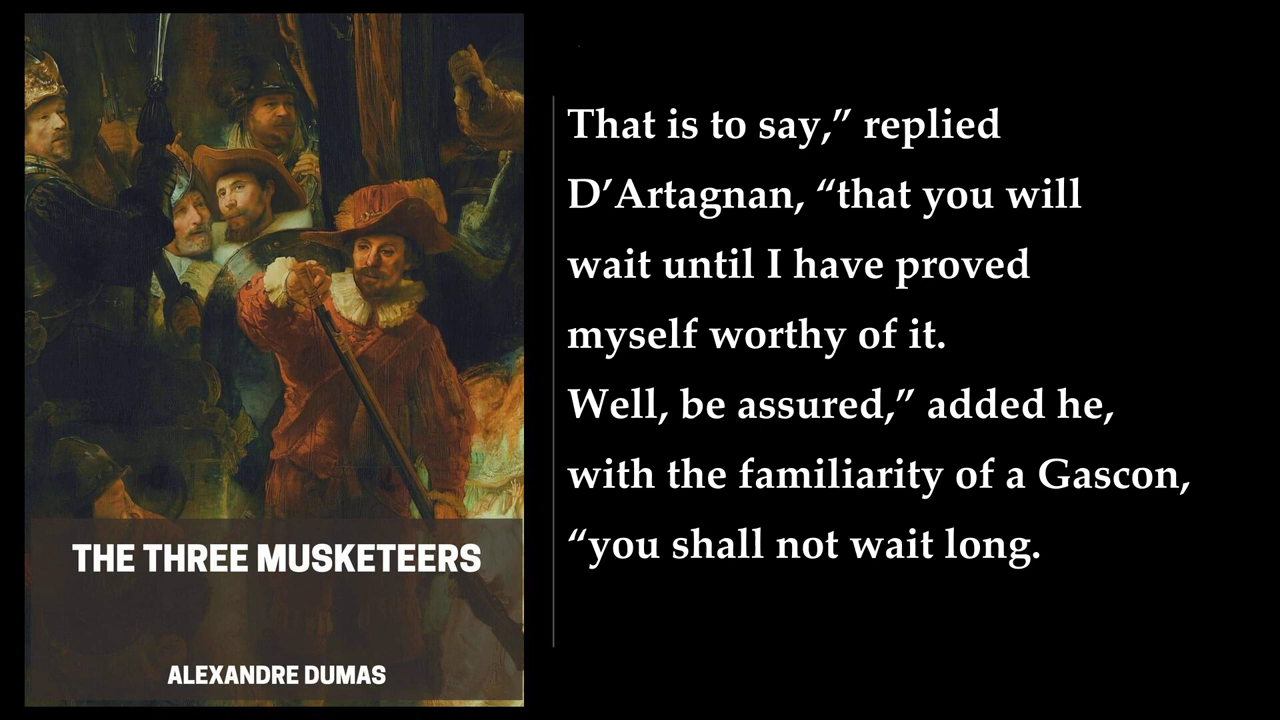 THE THREE MUSKETEERS
ALEXANDRE DUMAS
That is to say,” replied
D’Artagnan, “that you will
wait until I have proved
myself worthy of it.
Well, be assured,” added he,
with the familiarity of a Gascon,
“you shall not wait long.